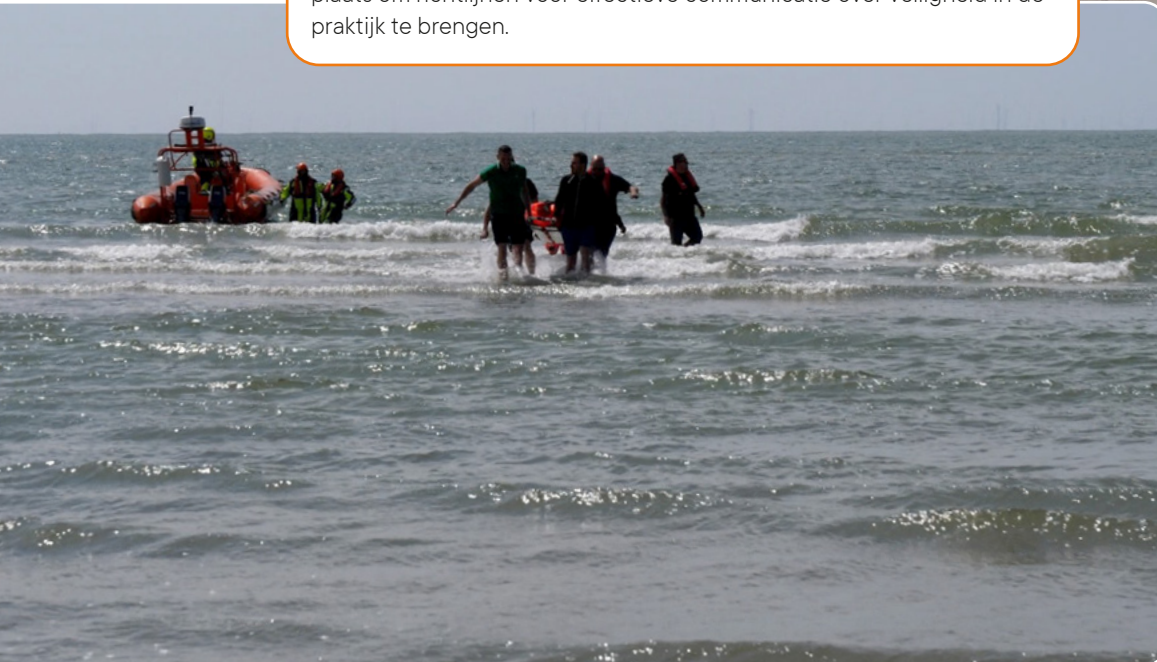 plaats om richtlijnen voor effectieve communicatie over veiligheid in de
praktijk te brengen.